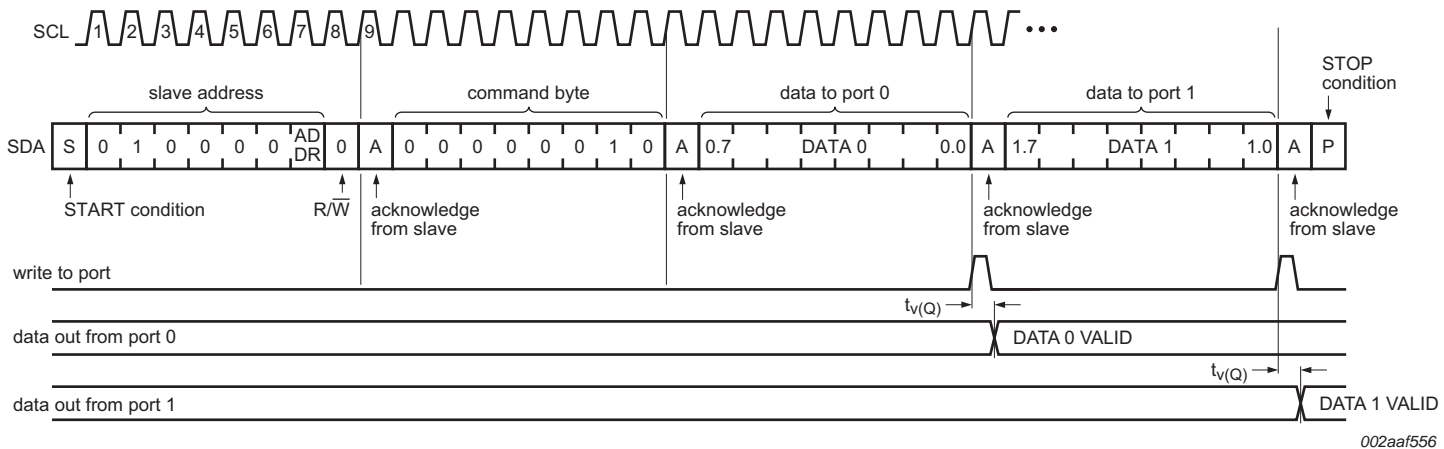 SCL 1 2 3 4 5 6 7 8 9 •••
STOP
condition
slave address command byte data to port 0 data to port 1
SDA S 0 1 0 0 0 0 AD DR 0 A 0 0 0 0 0 0 1 0 A 0.7 DATA 0 0.0 A 1.7 DATA 1 1.0 A P
START condition R/W̅ acknowledge from slave acknowledge from slave acknowledge from slave acknowledge from slave
write to port
tv(Q)
data out from port 0 DATA 0 VALID
tv(Q)
data out from port 1 DATA 1 VALID
002aaf556